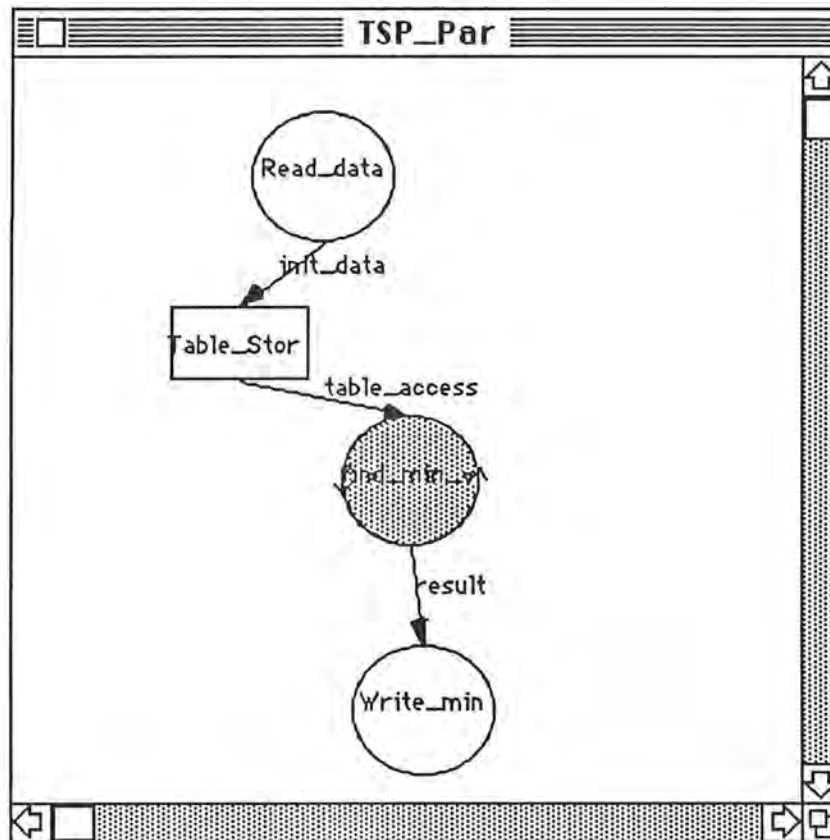 TSP_Par
Read_data
init_data
Table_Stor
table_access
result
Write_min